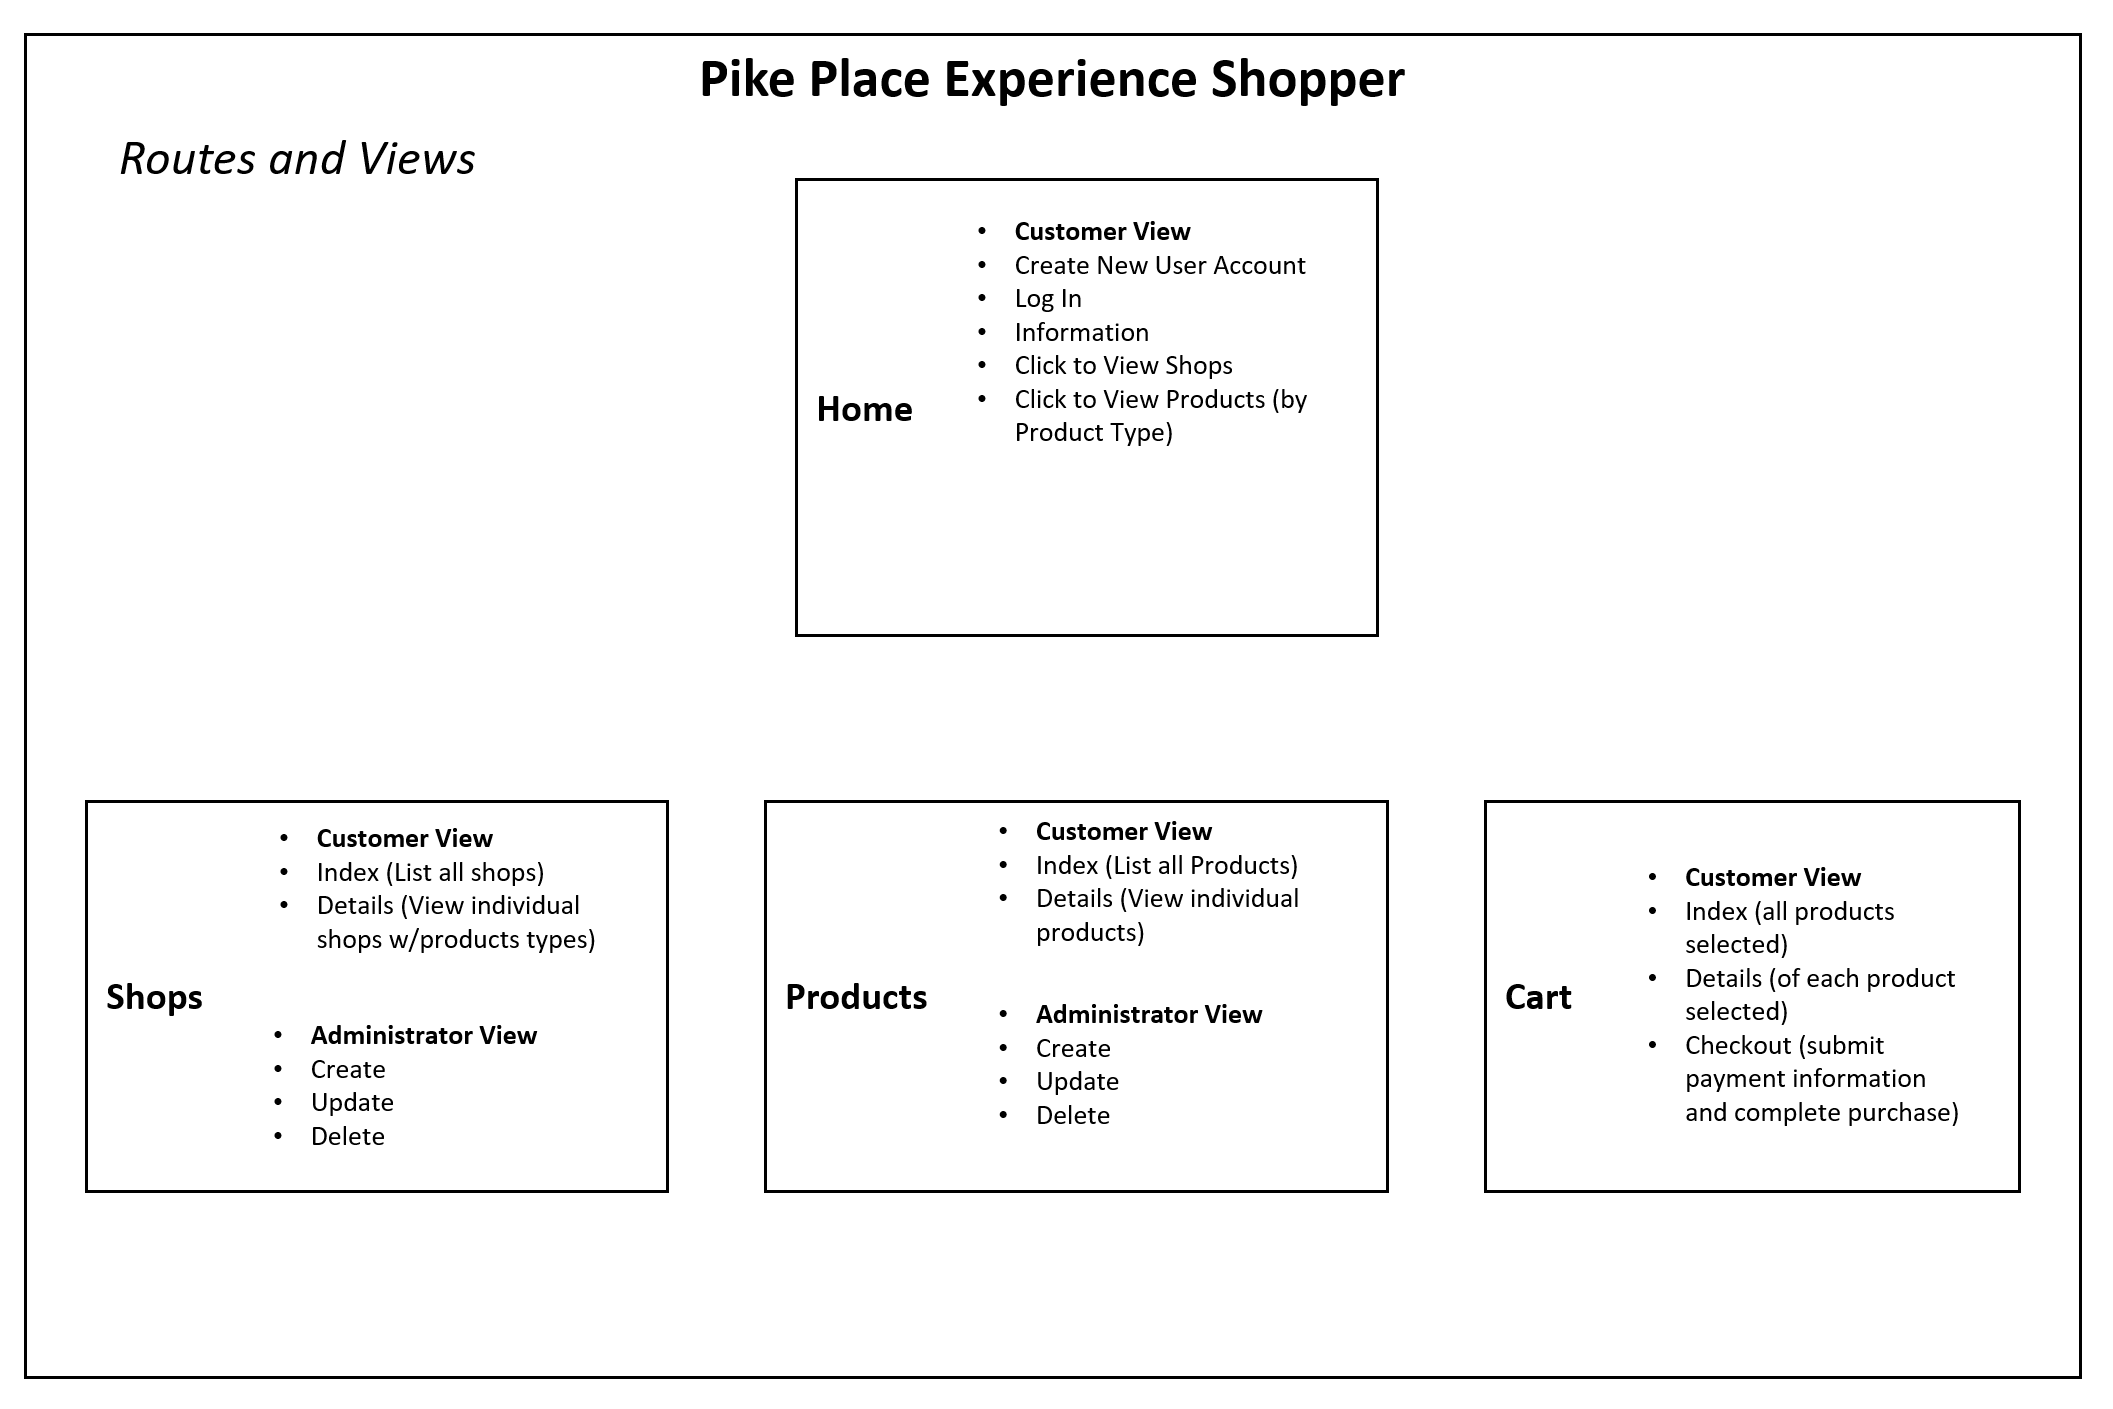 Pike Place Experience Shopper
Routes and Views
Home
• Customer View
• Create New User Account
• Log In
• Information
• Click to View Shops
• Click to View Products (by
Product Type)
Shops
• Customer View
• Index (List all shops)
• Details (View individual
shops w/products types)
• Administrator View
• Create
• Update
• Delete
Products
• Customer View
• Index (List all Products)
• Details (View individual
products)
• Administrator View
• Create
• Update
• Delete
Cart
• Customer View
• Index (all products
selected)
• Details (of each product
selected)
• Checkout (submit
payment information
and complete purchase)